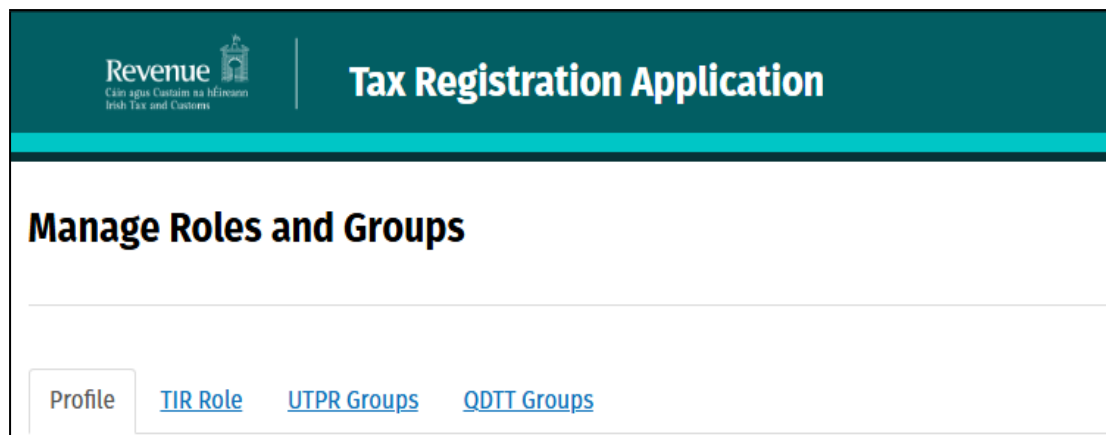 Revenue
Cáin agus Custaim na hÉireann
Irish Tax and Customs
Tax Registration Application
Manage Roles and Groups
Profile TIR Role UTPR Groups QDTT Groups